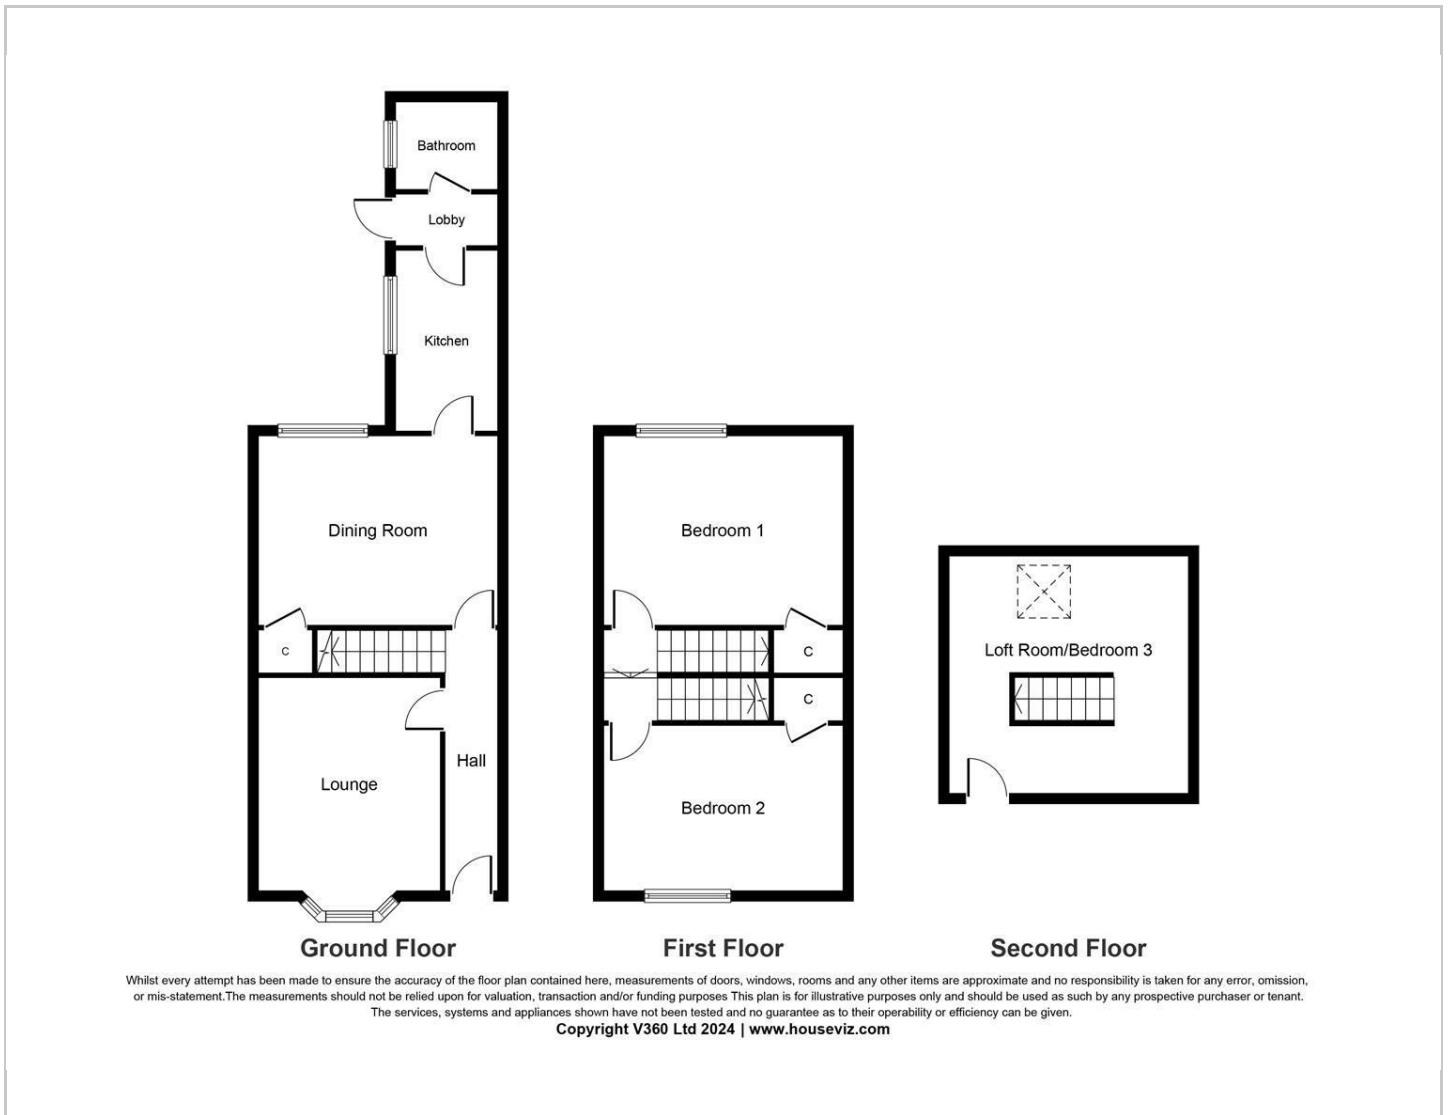 Bathroom
Lobby
Kitchen
Dining Room
C
Lounge
Hall
Ground Floor
Bedroom 1
C
C
Bedroom 2
First Floor
Loft Room/Bedroom 3
Second Floor
Whilst every attempt has been made to ensure the accuracy of the floor plan contained here, measurements of doors, windows, rooms and any other items are approximate and no responsibility is taken for any error, omission,
or mis-statement.The measurements should not be relied upon for valuation, transaction and/or funding purposes This plan is for illustrative purposes only and should be used as such by any prospective purchaser or tenant.
The services, systems and appliances shown have not been tested and no guarantee as to their operability or efficiency can be given.
Copyright V360 Ltd 2024 | www.houseviz.com